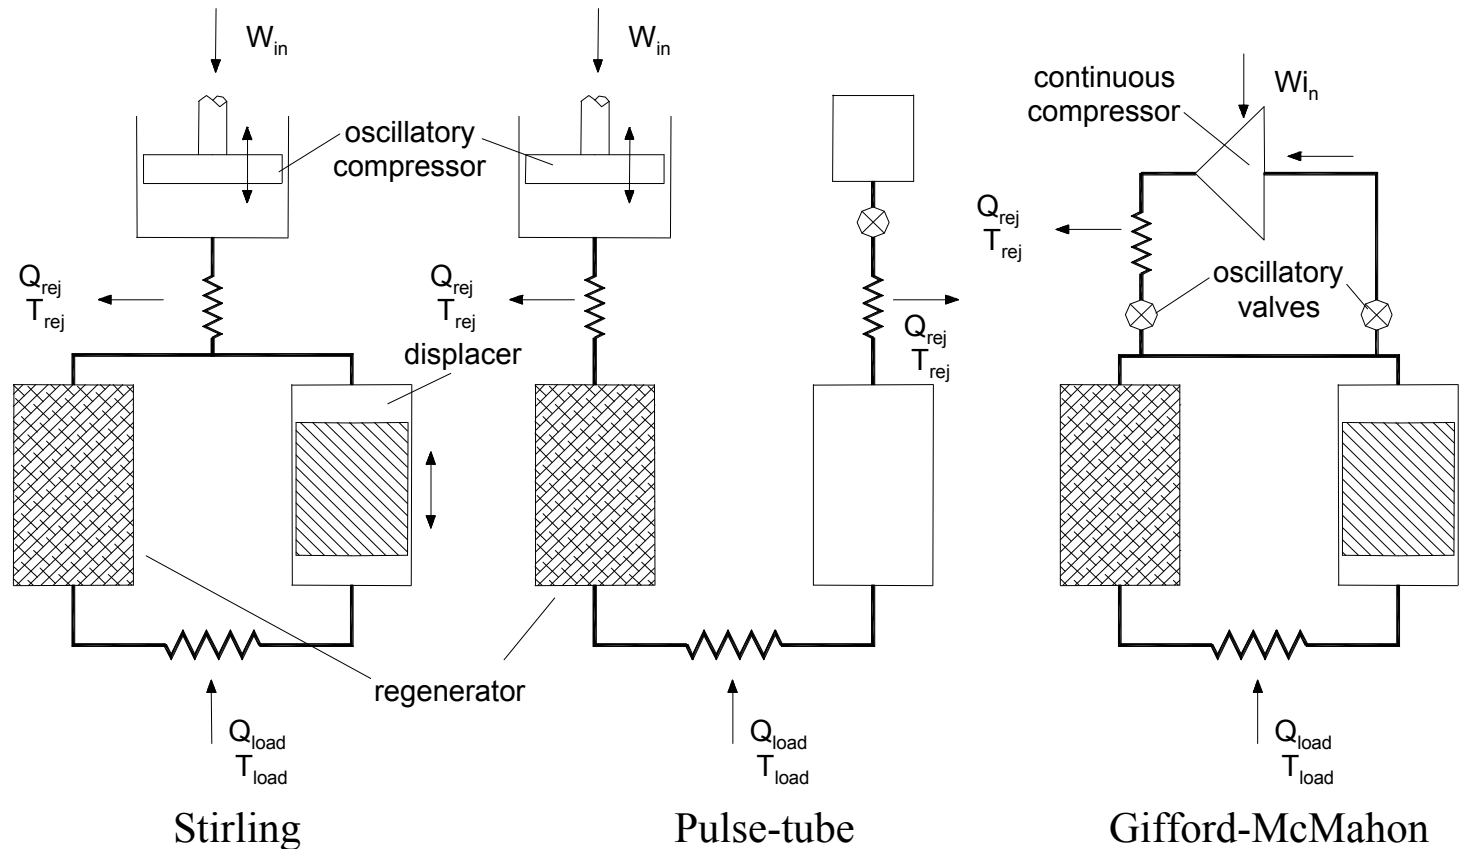 W_in
W_in
continuous
compressor
Wi_n
oscillatory
compressor
Q_rej
T_rej
Q_rej
T_rej
Q_rej
T_rej
Q_rej
T_rej
oscillatory
valves
displacer
regenerator
Q_load
T_load
Q_load
T_load
Q_load
T_load
Stirling
Pulse-tube
Gifford-McMahon